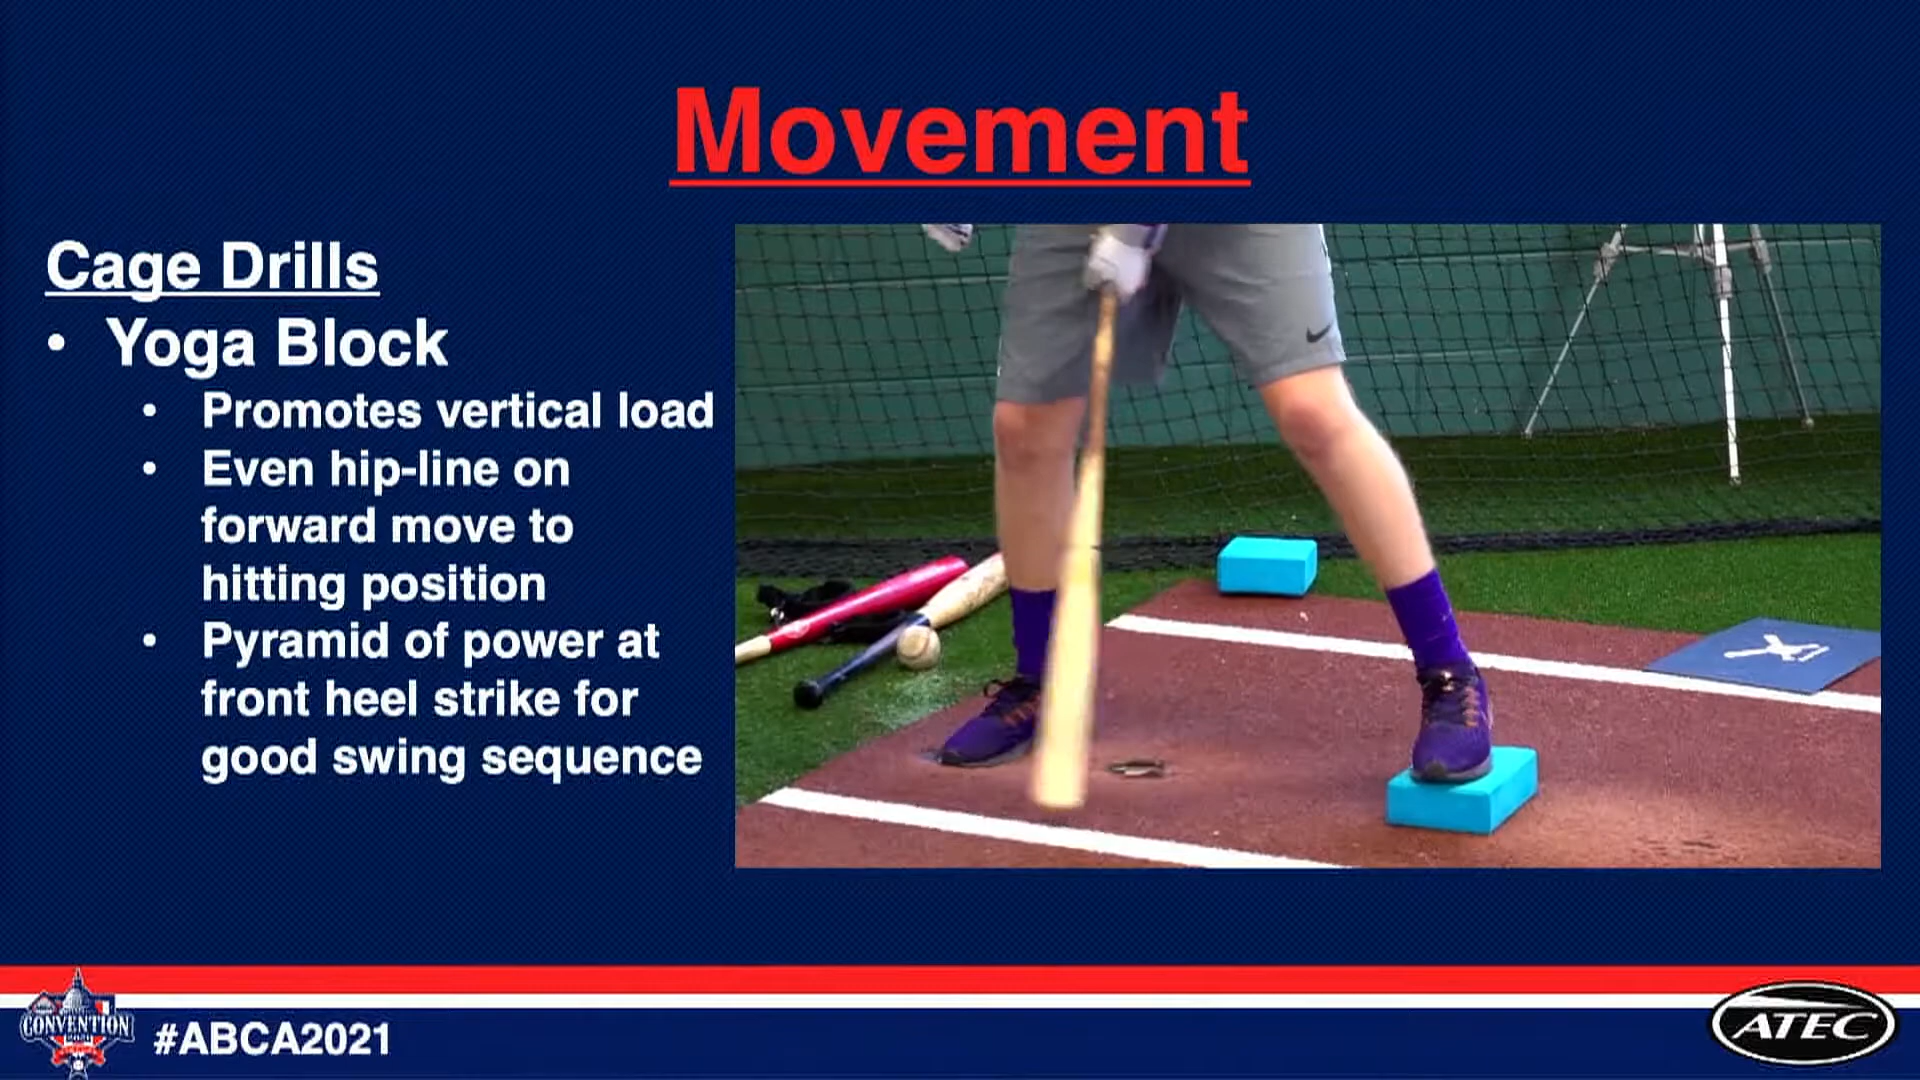 Movement
Cage Drills
• Yoga Block
• Promotes vertical load
• Even hip-line on
forward move to
hitting position
• Pyramid of power at
front heel strike for
good swing sequence
CONVENTION
#ABCA2021
ATEC